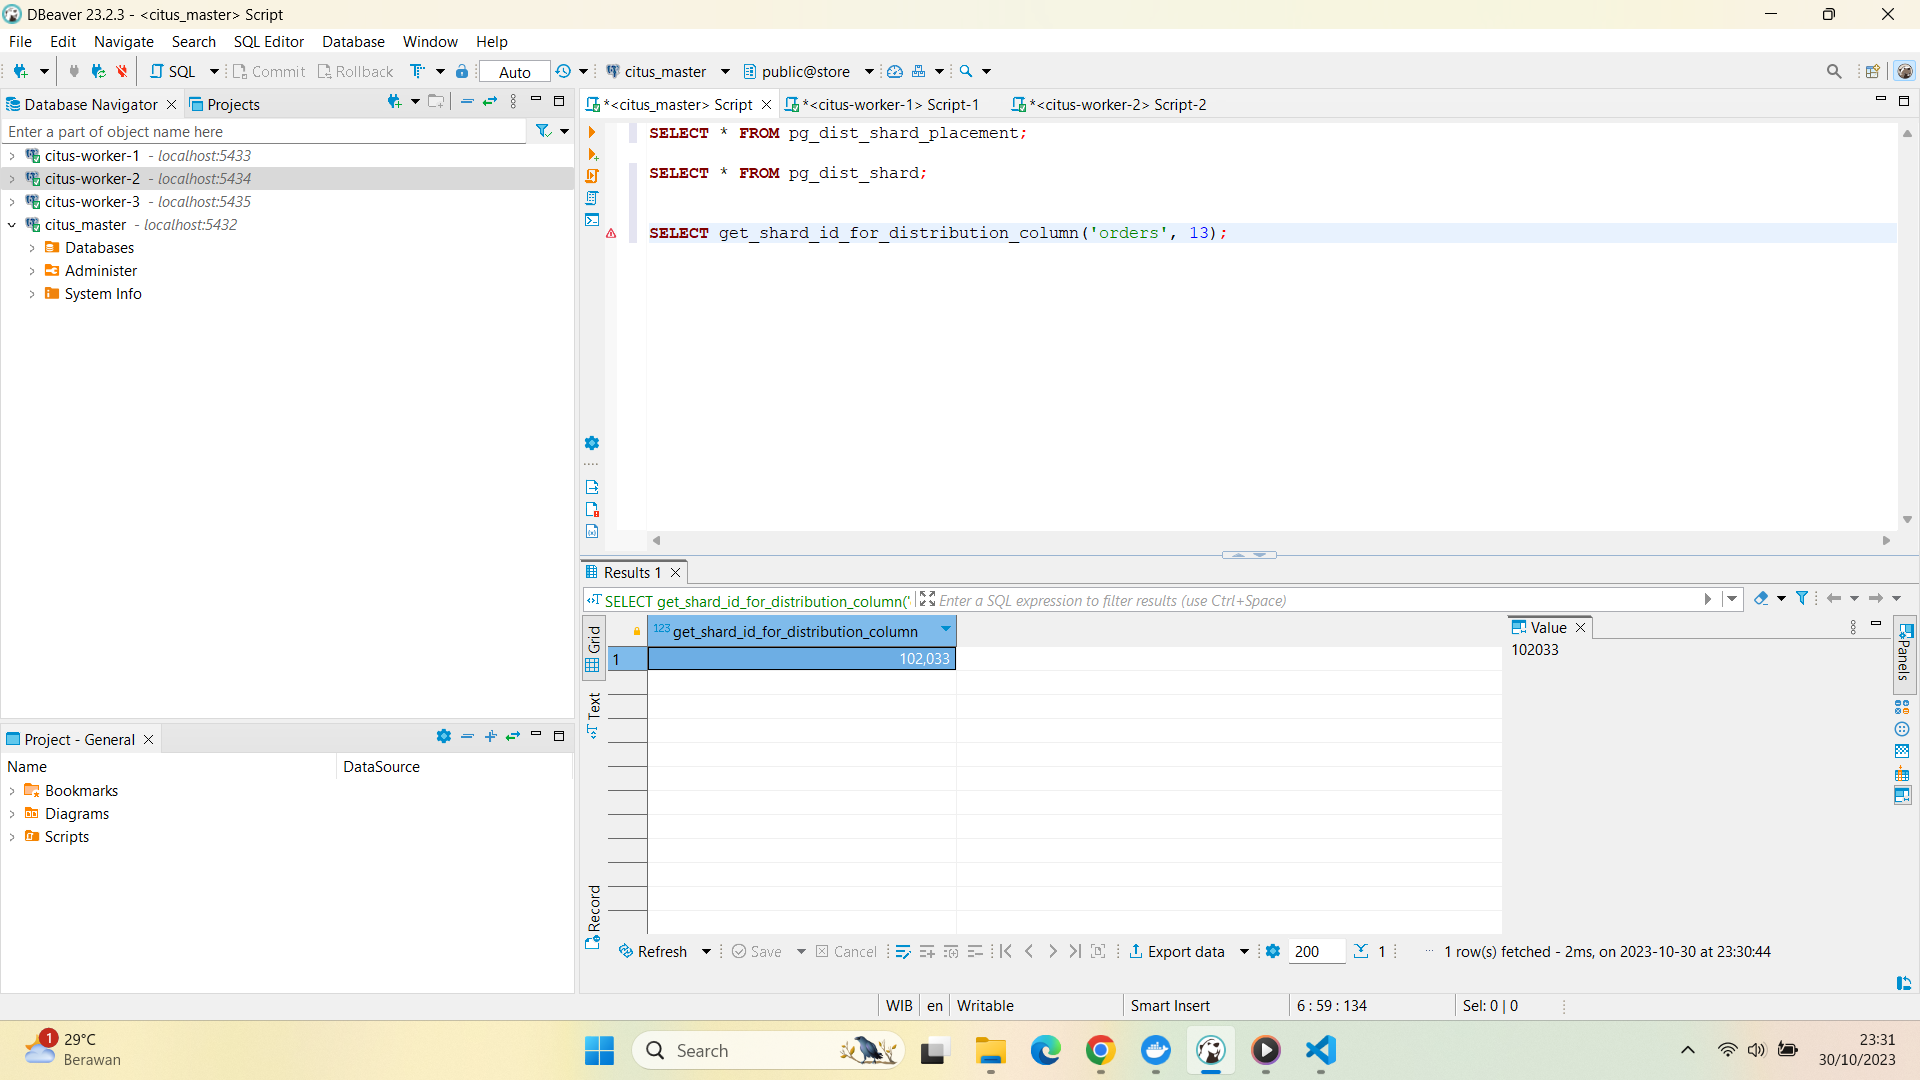 DBeaver 23.2.3 - <citus_master> Script
File Edit Navigate Search SQL Editor Database Window Help
SQL Commit Rollback Auto citus_master public@store
Database Navigator Projects
Enter a part of object name here
citus-worker-1 - localhost:5433
citus-worker-2 - localhost:5434
citus-worker-3 - localhost:5435
citus_master - localhost:5432
Databases
Administer
System Info
*<citus_master> Script *<citus-worker-1> Script-1 *<citus-worker-2> Script-2
SELECT * FROM pg_dist_shard_placement;
SELECT * FROM pg_dist_shard;
SELECT get_shard_id_for_distribution_column('orders', 13);
Results 1
SELECT get_shard_id_for_distribution_column(' Enter a SQL expression to filter results (use Ctrl+Space)
Grid
Text
Record
123 get_shard_id_for_distribution_column
1 102,033
Value
102033
Panels
Project - General
Name DataSource
Bookmarks
Diagrams
Scripts
Refresh Save Cancel Export data 200 1 1 row(s) fetched - 2ms, on 2023-10-30 at 23:30:44
WIB en Writable Smart Insert 6 : 59 : 134 Sel: 0 | 0
1 29°C
Berawan
Search
23:31
30/10/2023